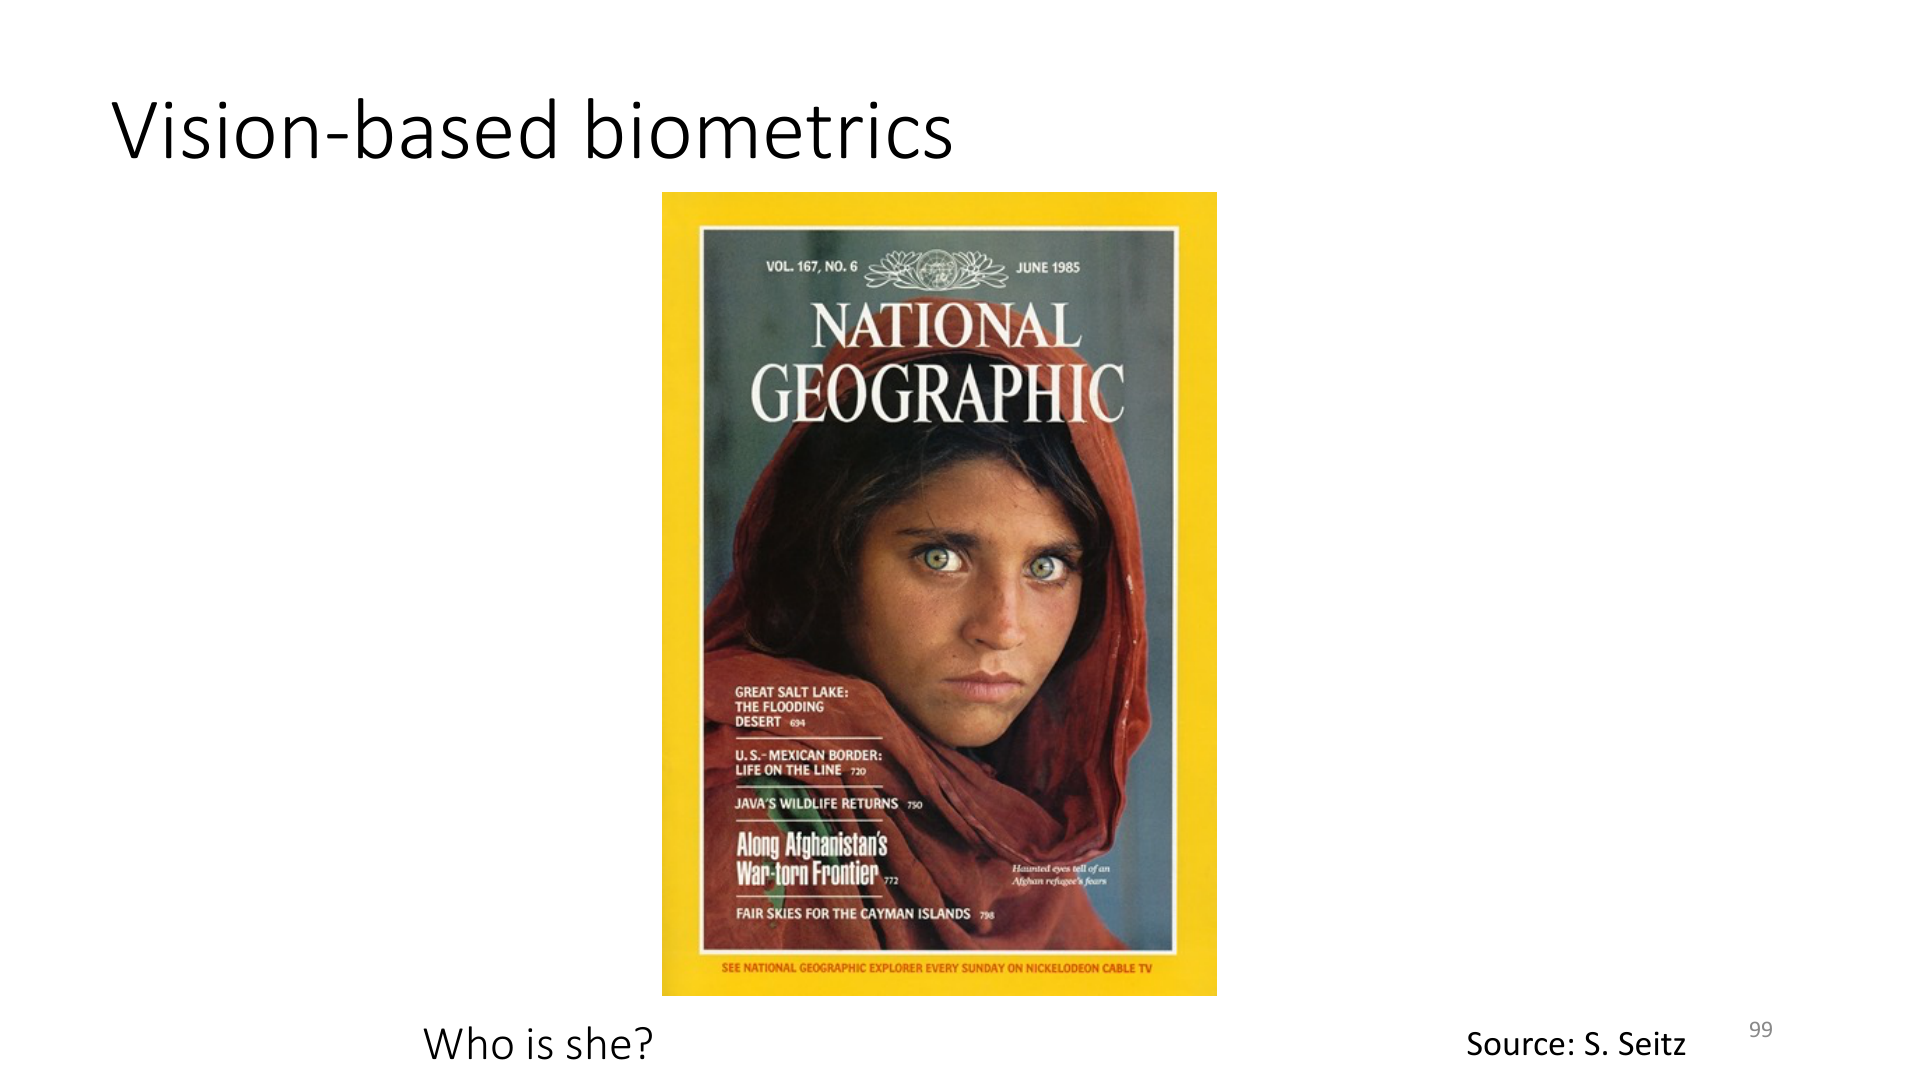 Vision-based biometrics
VOL. 167, NO. 6
JUNE 1985
NATIONAL
GEOGRAPHIC
GREAT SALT LAKE:
THE FLOODING
DESERT 694
U.S.-MEXICAN BORDER:
LIFE ON THE LINE 720
JAVA'S WILDLIFE RETURNS 750
Along Afghanistan's
War-torn Frontier 772
Haunted eyes tell of an
Afghan refugee's fears
FAIR SKIES FOR THE CAYMAN ISLANDS 798
SEE NATIONAL GEOGRAPHIC EXPLORER EVERY SUNDAY ON NICKELODEON CABLE TV
Who is she?
Source: S. Seitz
99